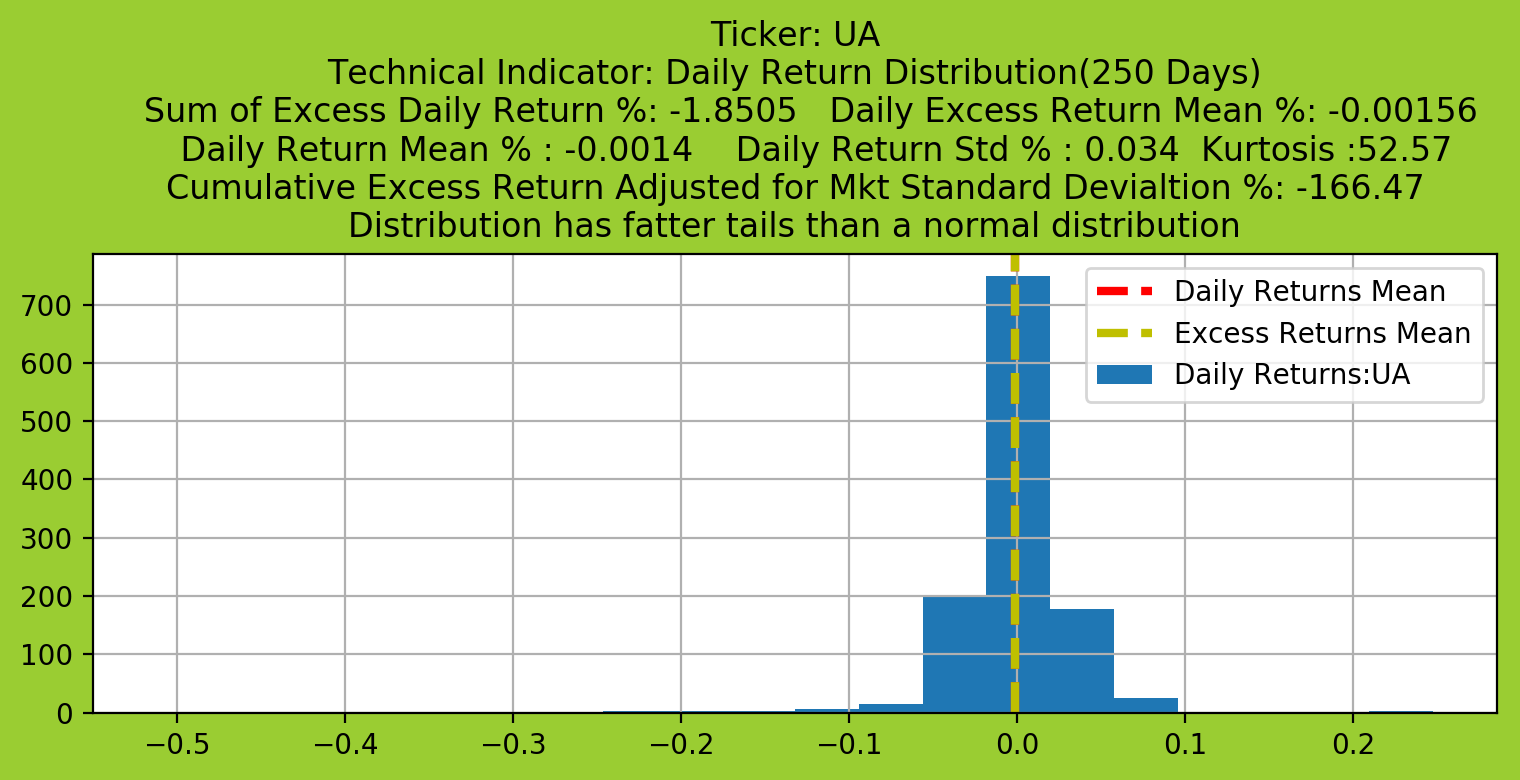 Ticker: UA
Technical Indicator: Daily Return Distribution(250 Days)
Sum of Excess Daily Return %: -1.8505   Daily Excess Return Mean %: -0.00156
Daily Return Mean % : -0.0014    Daily Return Std % : 0.034  Kurtosis :52.57
Cumulative Excess Return Adjusted for Mkt Standard Devialtion %: -166.47
Distribution has fatter tails than a normal distribution
Daily Returns Mean
Excess Returns Mean
Daily Returns:UA
700
600
500
400
300
200
100
0
−0.5 −0.4 −0.3 −0.2 −0.1 0.0 0.1 0.2